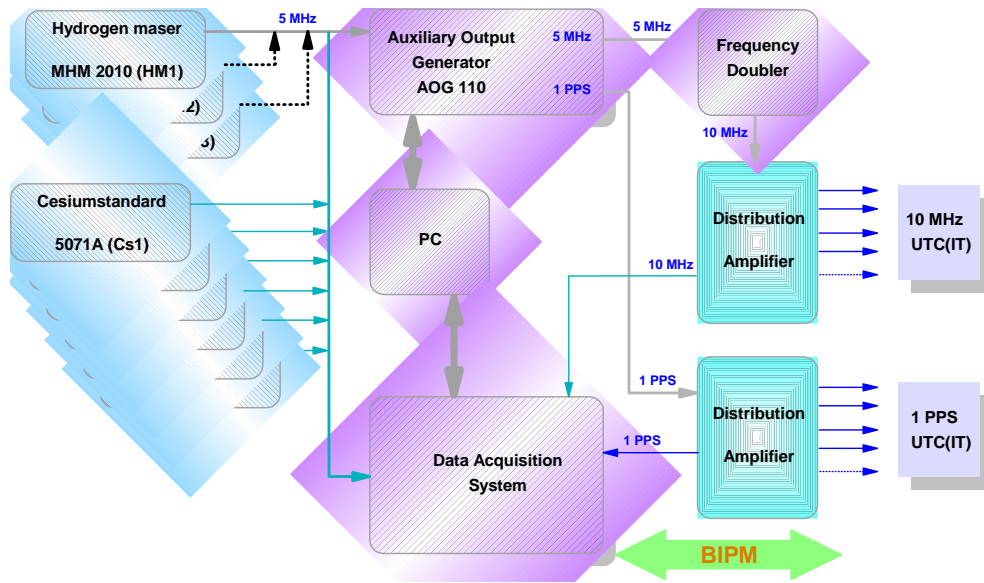 Hydrogen maser
MHM 2010 (HM1)
2)
3)
5 MHz
Auxiliary Output
Generator
AOG 110
5 MHz
1 PPS
5 MHz
Frequency
Doubler
10 MHz
Cesiumstandard
5071A (Cs1)
PC
10 MHz
Distribution
Amplifier
10 MHz
UTC(IT)
1 PPS
Distribution
Amplifier
1 PPS
1 PPS
UTC(IT)
Data Acquisition
System
BIPM